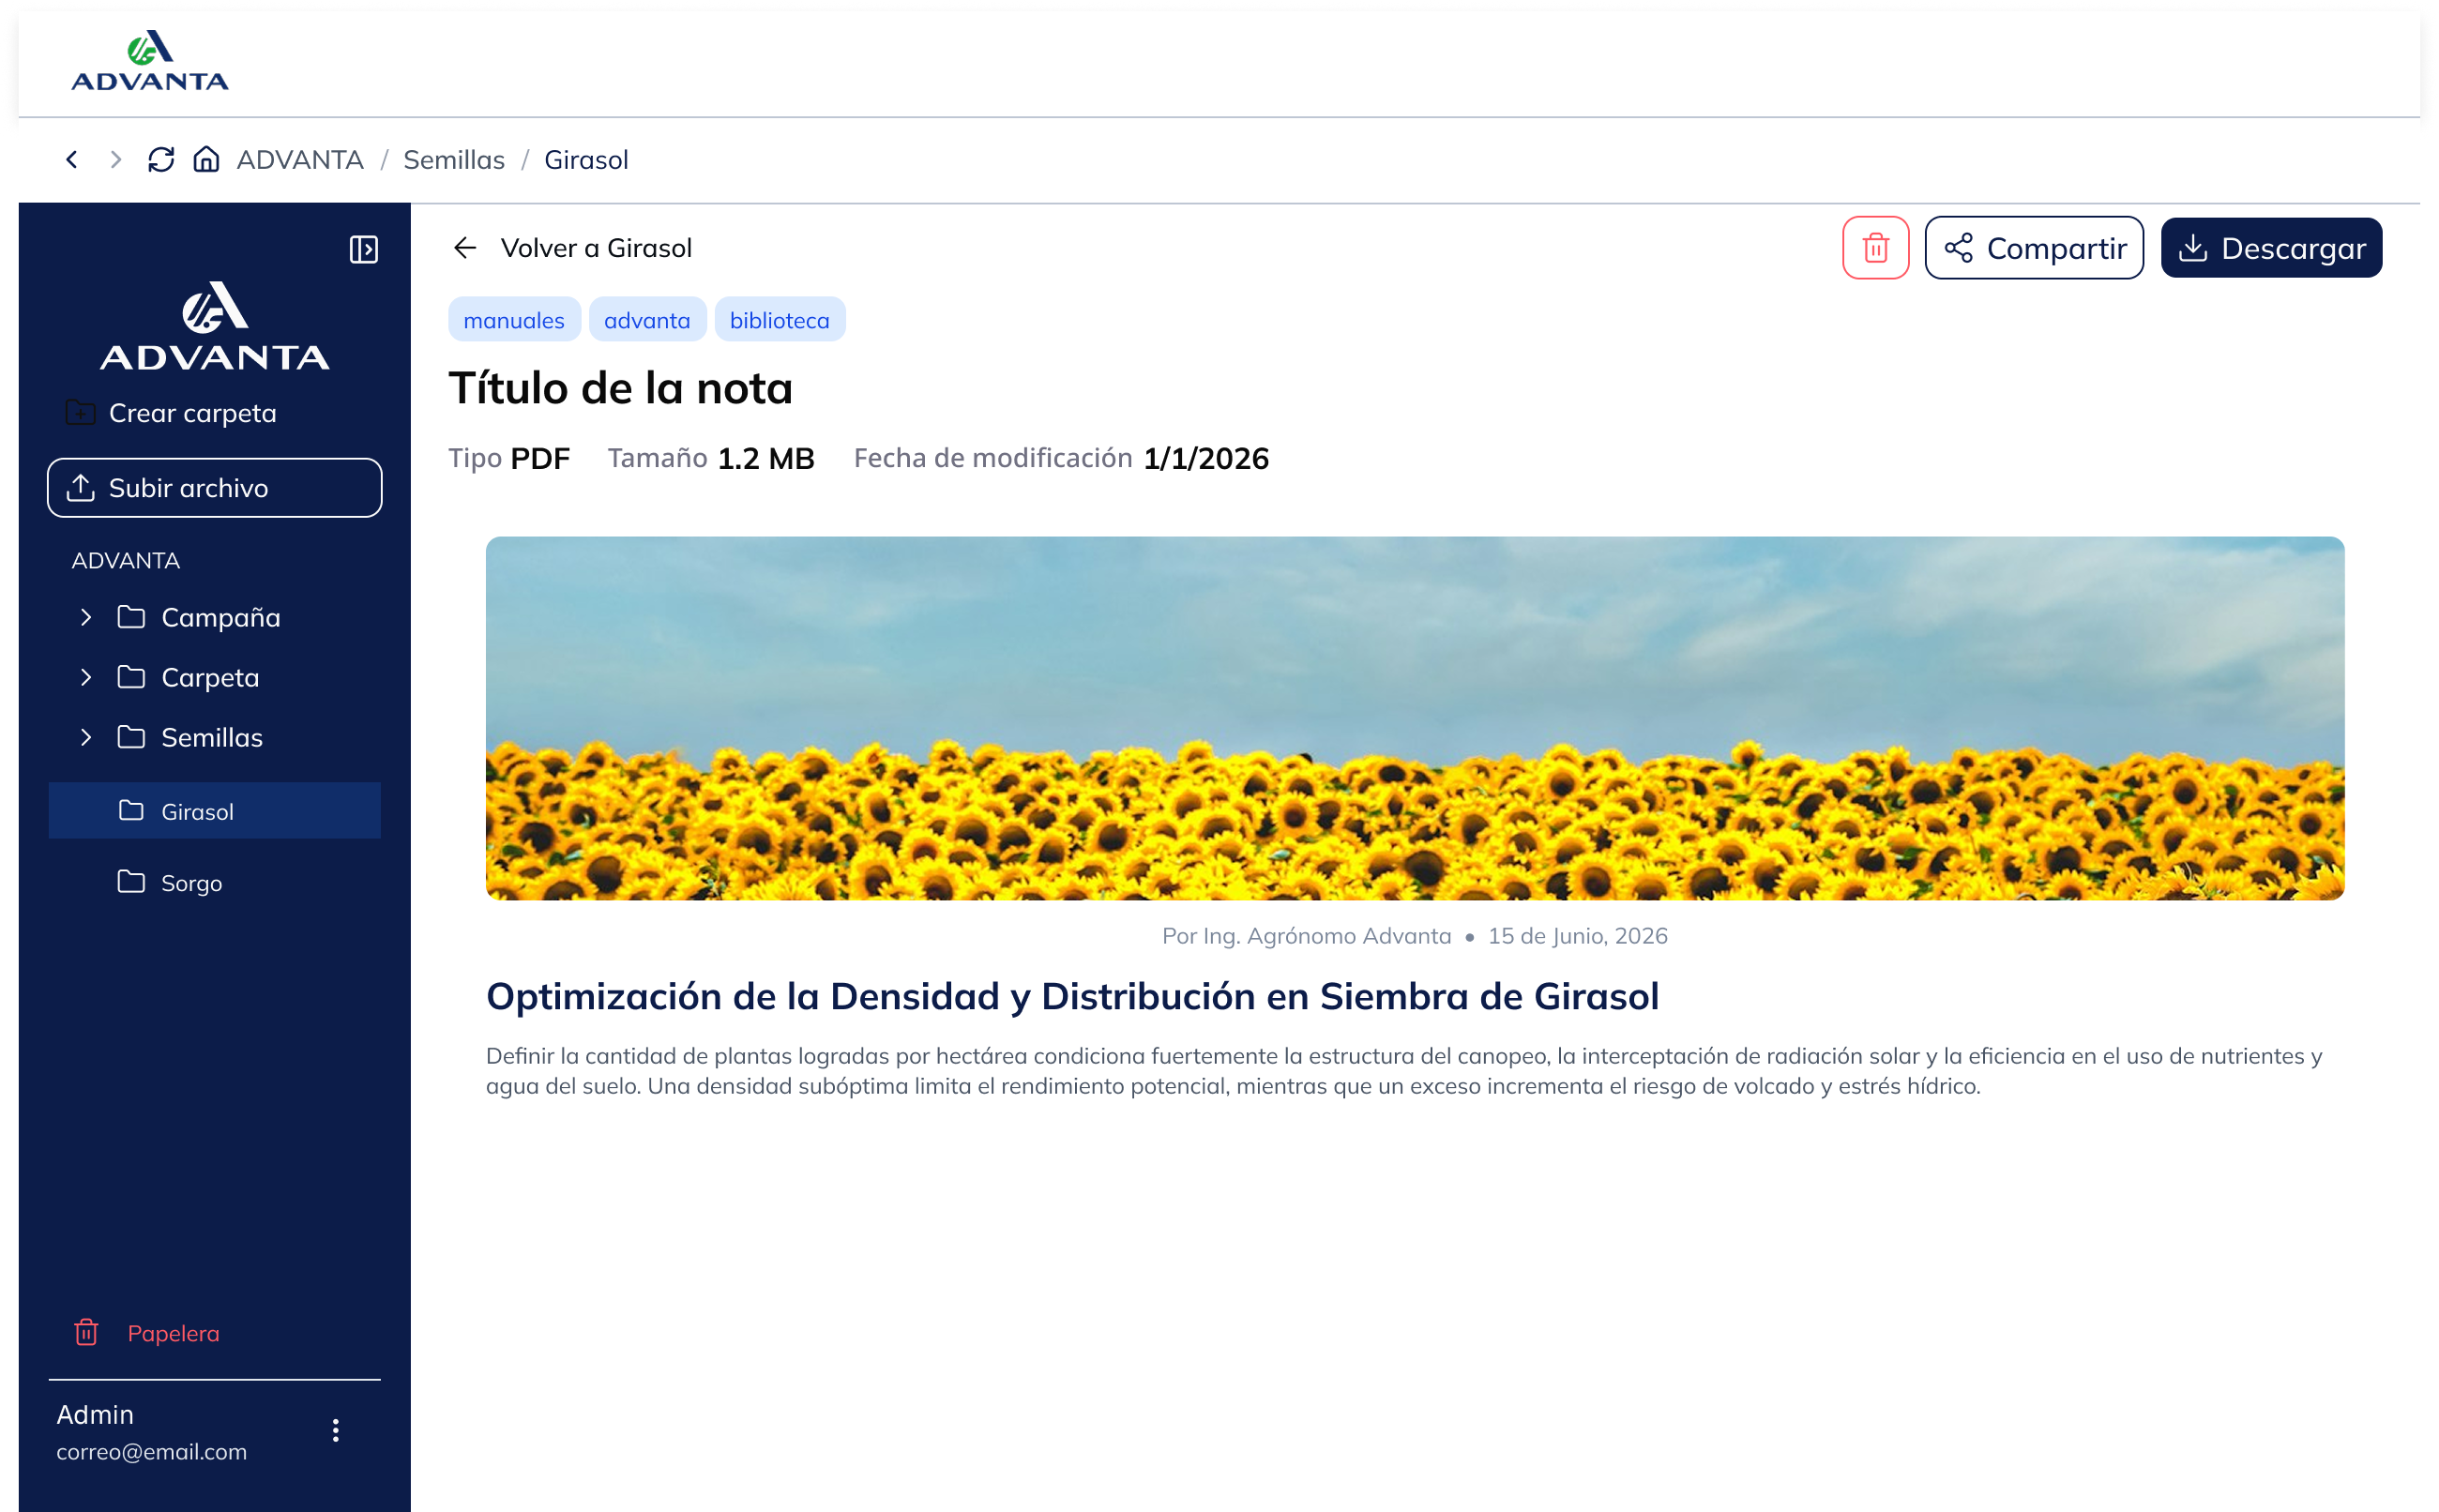 ADVANTA
ADVANTA / Semillas / Girasol
ADVANTA
Crear carpeta
Subir archivo
ADVANTA
Campaña
Carpeta
Semillas
Girasol
Sorgo
Papelera
Admin
correo@email.com
Volver a Girasol
Compartir
Descargar
manuales advanta biblioteca
Título de la nota
Tipo PDF Tamaño 1.2 MB Fecha de modificación 1/1/2026
Por Ing. Agrónomo Advanta • 15 de Junio, 2026
Optimización de la Densidad y Distribución en Siembra de Girasol
Definir la cantidad de plantas logradas por hectárea condiciona fuertemente la estructura del canopeo, la interceptación de radiación solar y la eficiencia en el uso de nutrientes y
agua del suelo. Una densidad subóptima limita el rendimiento potencial, mientras que un exceso incrementa el riesgo de volcado y estrés hídrico.